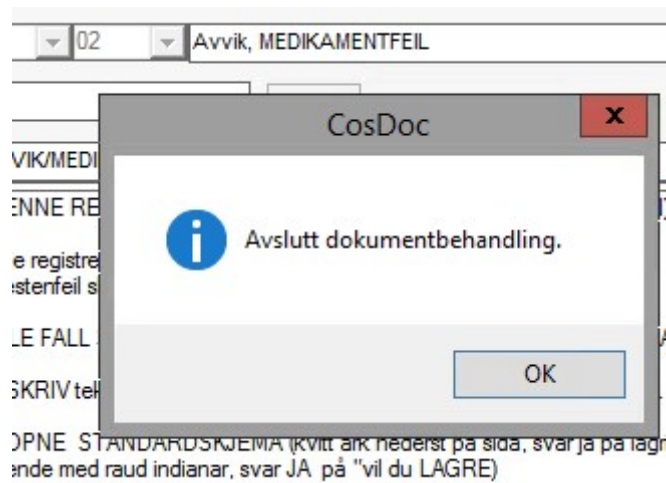 02 Avvik, MEDIKAMENTFEIL
CosDoc
x
VIK/MEDI
ENNE RE
Avslutt dokumentbehandling.
e registre
estenfeil s
LE FALL
OK
SKRIV tek
OPNE STANDARDSKJEMA (kvitt ark nederst på sida, svar ja på lagr
ende med raud indianar, svar JA på "vil du LAGRE)